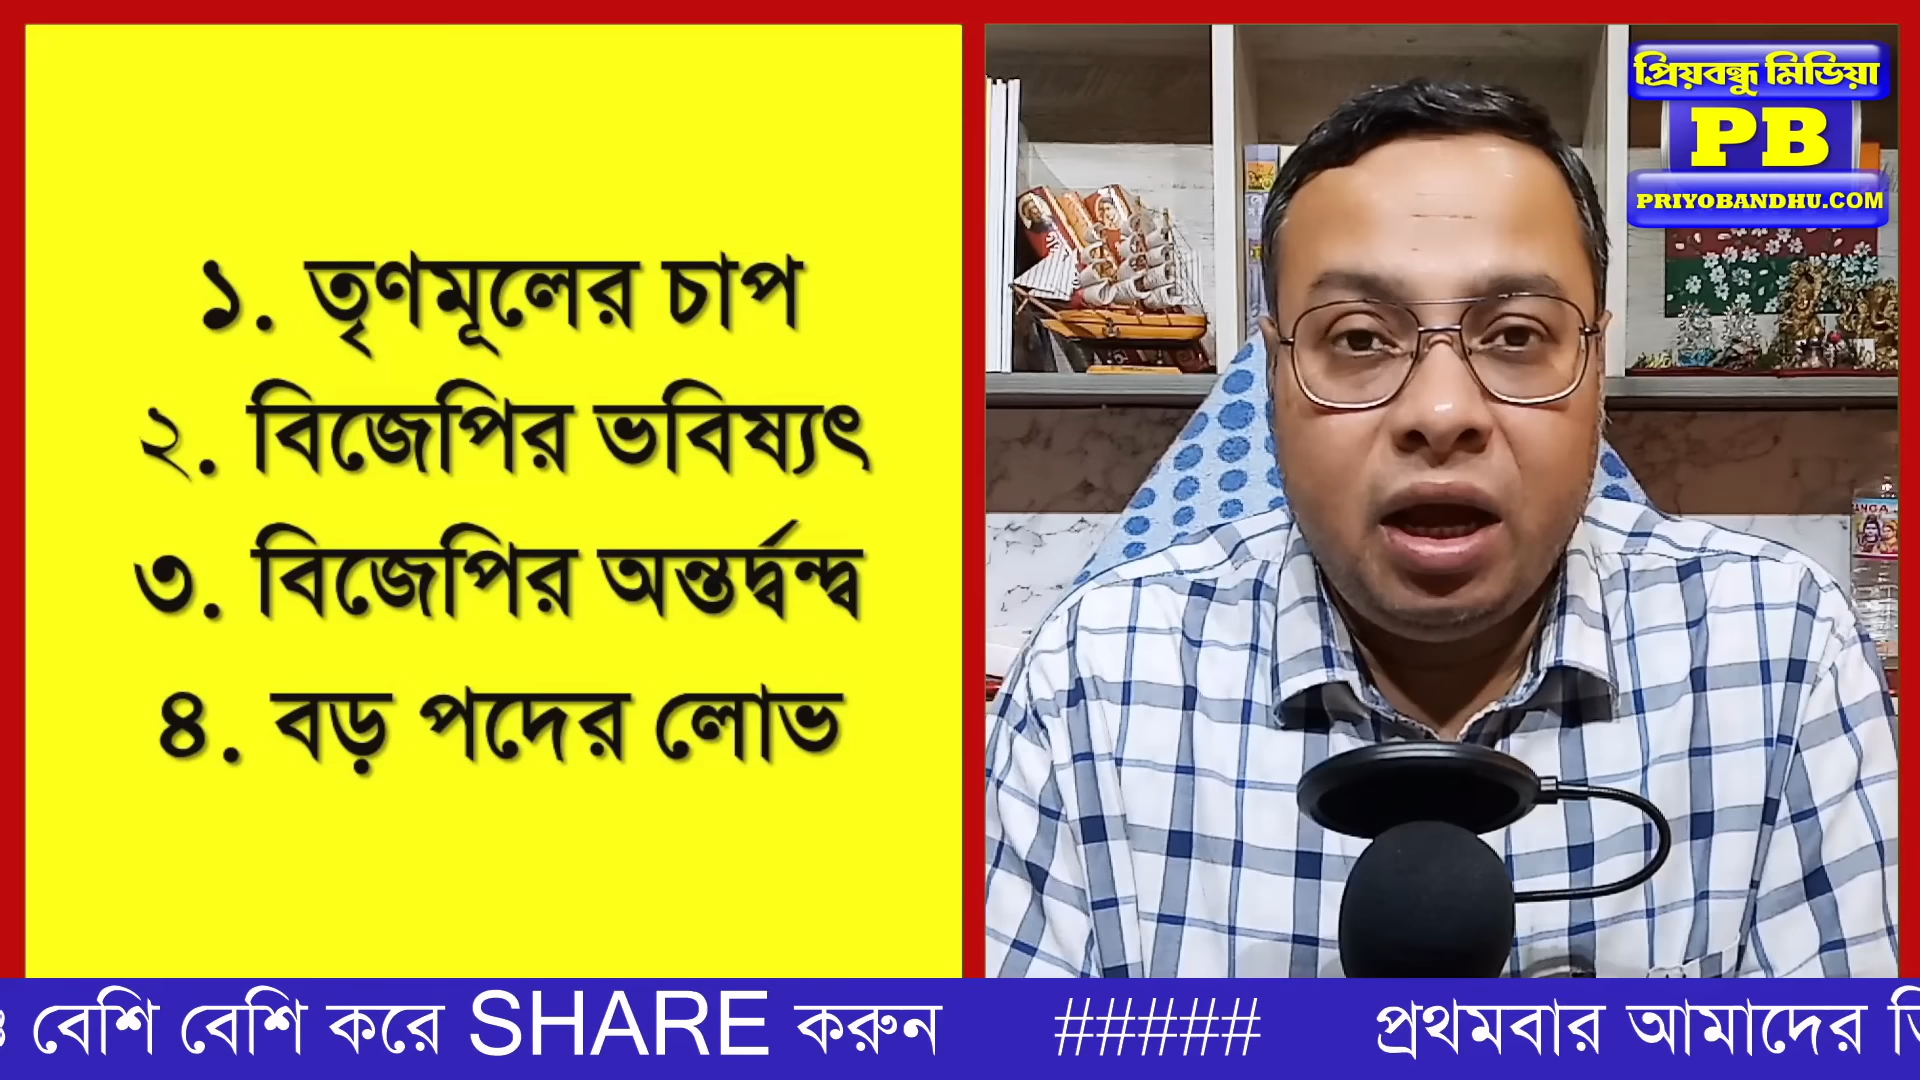 ১. তৃণমূলের চাপ
২. বিজেপির ভবিষ্যৎ
৩. বিজেপির অন্তর্দ্বন্দ্ব
৪. বড় পদের লোভ
প্রিয়বন্ধু মিডিয়া
PB
PRIYOBANDHU.COM
বেশি বেশি করে SHARE করুন ##### প্রথমবার আমাদের